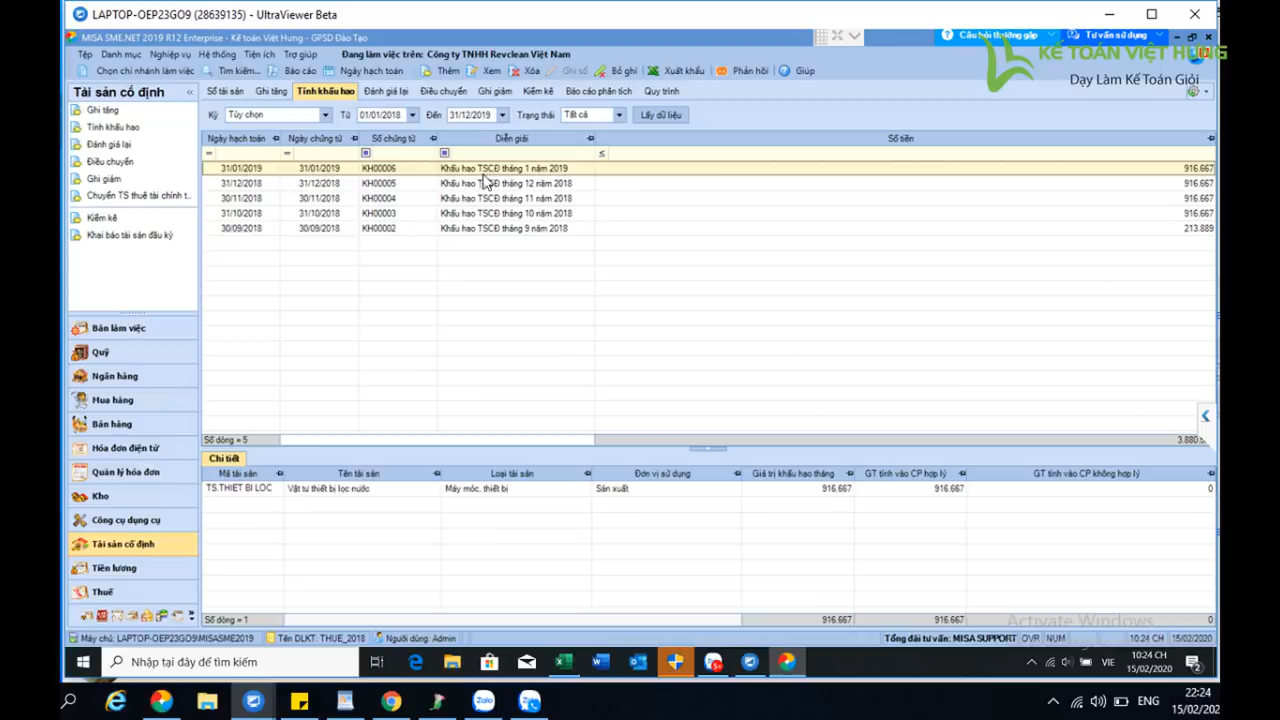 LAPTOP-OEP23GO9 (28639135) - UltraViewer Beta
MISA SME.NET 2019 R12 Enterprise - Kế toán Việt Hưng - GPSD Đào Tạo
Câu hỏi thường gặp
Tư vấn sử dụng
KẾ TOÁN VIỆT HƯNG
Dạy Làm Kế Toán Giỏi
Tệp Danh mục Nghiệp vụ Hệ thống Tiện ích Trợ giúp Đang làm việc trên: Công ty TNHH Revclean Việt Nam
Chọn chi nhánh làm việc Tìm kiếm... Báo cáo Ngày hạch toán Thêm Xem Xóa Ghi sổ Bỏ ghi Xuất khẩu Phản hồi Giúp
Tài sản cố định
Ghi tăng
Tính khấu hao
Đánh giá lại
Điều chuyển
Ghi giảm
Chuyển TS thuê tài chính t...
Kiểm kê
Khai báo tài sản đầu kỳ
Bàn làm việc
Quỹ
Ngân hàng
Mua hàng
Bán hàng
Hóa đơn điện tử
Quản lý hóa đơn
Kho
Công cụ dụng cụ
Tài sản cố định
Tiền lương
Thuế
Sổ tài sản Ghi tăng Tính khấu hao Đánh giá lại Điều chuyển Ghi giảm Kiểm kê Báo cáo phân tích Quy trình
Kỳ Tùy chọn Từ 01/01/2018 Đến 31/12/2019 Trạng thái Tất cả Lấy dữ liệu
Ngày hạch toán Ngày chứng từ Số chứng từ Diễn giải Số tiền
= = ≤
31/01/2019 31/01/2019 KH00006 Khấu hao TSCĐ tháng 1 năm 2019 916.667
31/12/2018 31/12/2018 KH00005 Khấu hao TSCĐ tháng 12 năm 2018 916.667
30/11/2018 30/11/2018 KH00004 Khấu hao TSCĐ tháng 11 năm 2018 916.667
31/10/2018 31/10/2018 KH00003 Khấu hao TSCĐ tháng 10 năm 2018 916.667
30/09/2018 30/09/2018 KH00002 Khấu hao TSCĐ tháng 9 năm 2018 213.889
Số dòng = 5
Chi tiết
Mã tài sản Tên tài sản Loại tài sản Đơn vị sử dụng Giá trị khấu hao tháng GT tính vào CP hợp lý GT tính vào CP không hợp lý
TS.THIET BI LOC Vật tư thiết bị lọc nước Máy móc, thiết bị Sản xuất 916.667 916.667 0
Số dòng = 1 916.667 916.667 0
Activate Windows
Máy chủ: LAPTOP-OEP23GO9\MISASME2019 Tên DLKT: THUE_2018 Người dùng: Admin Tổng đài tư vấn: MISA SUPPORT OVR NUM 10:24 CH 15/02/2020
Nhập tại đây để tìm kiếm
VIE
10:24 CH
15/02/2020
2
ENG
22:24
15/02/202